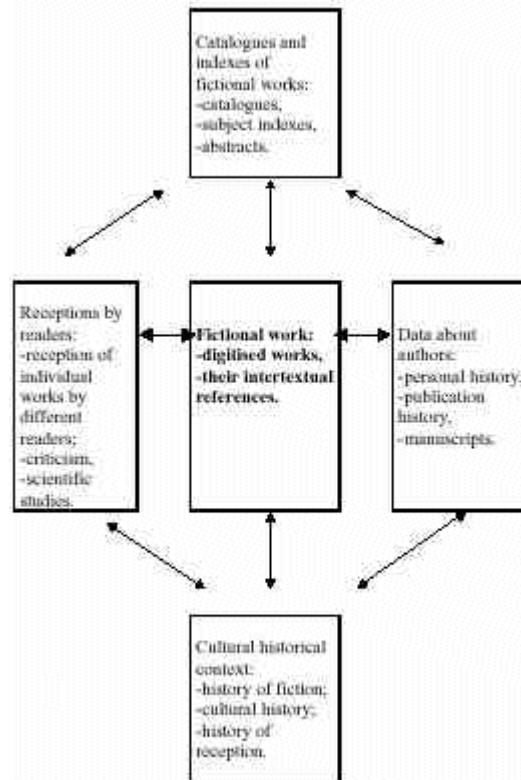 Catalogues and
indexes of
fictional works:
-catalogues,
-subject indexes,
-abstracts.
Receptions by
readers:
-reception of
individual
works by
different
readers;
-criticism,
-scientific
studies.
Fictional work:
-digitised works,
-their intertextual
references.
Data about
authors:
-personal history,
-publication
history,
-manuscripts.
Cultural historical
context:
-history of fiction;
-cultural history;
-history of
reception.